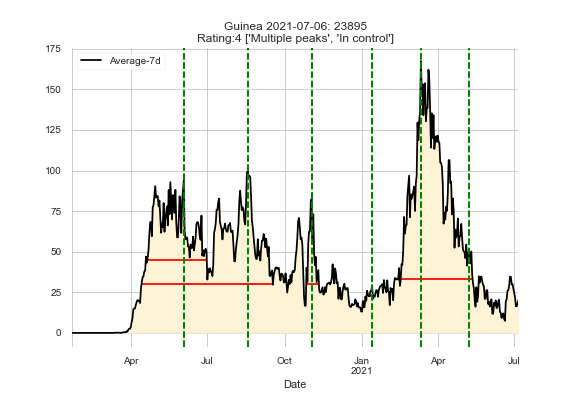 Guinea 2021-07-06: 23895
Rating:4 ['Multiple peaks', 'In control']
175
150
125
100
75
50
25
0
Average-7d
Apr
Jul
Oct
Jan
2021
Apr
Jul
Date